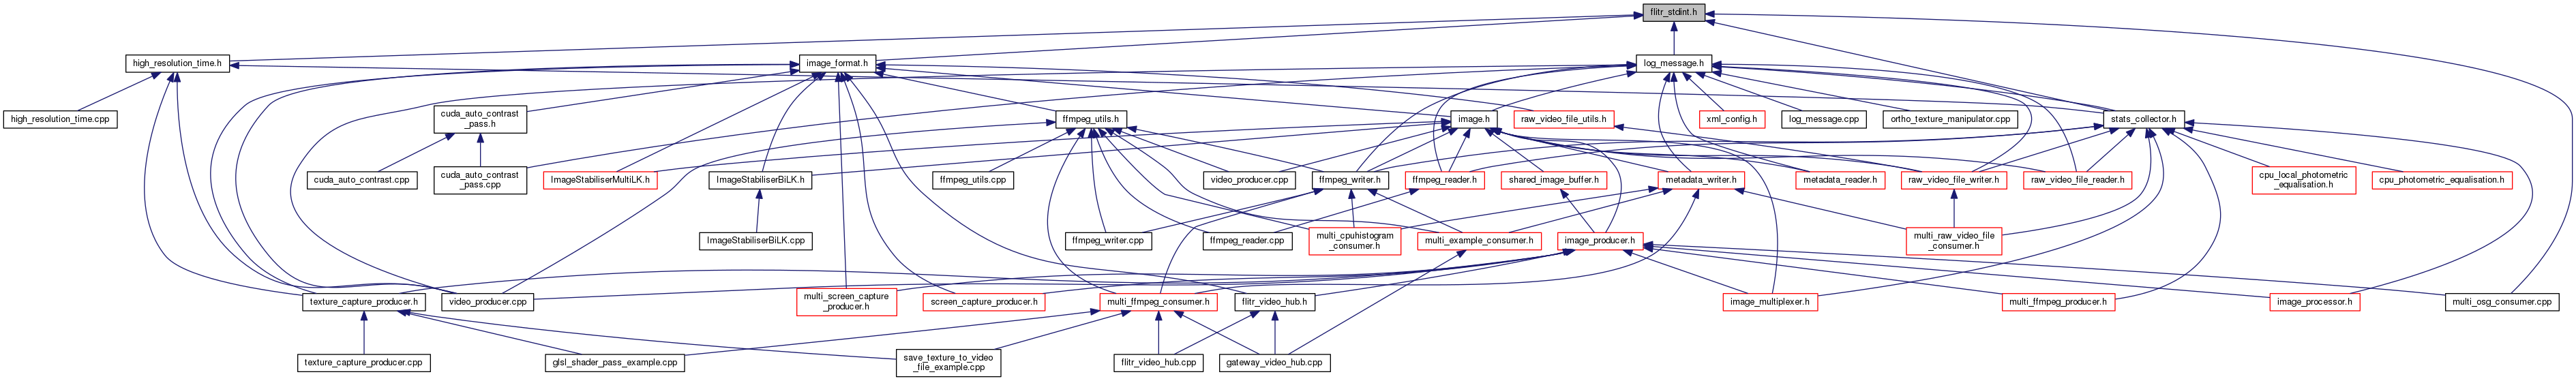 flitr_stdint.h
high_resolution_time.h
image_format.h
log_message.h
high_resolution_time.cpp
cuda_auto_contrast
_pass.h
ffmpeg_utils.h
image.h
raw_video_file_utils.h
xml_config.h
log_message.cpp
ortho_texture_manipulator.cpp
stats_collector.h
cuda_auto_contrast.cpp
cuda_auto_contrast
_pass.cpp
ImageStabiliserMultiLK.h
ImageStabiliserBiLK.h
ffmpeg_utils.cpp
video_producer.cpp
ffmpeg_writer.h
ffmpeg_reader.h
shared_image_buffer.h
metadata_writer.h
metadata_reader.h
raw_video_file_writer.h
raw_video_file_reader.h
cpu_local_photometric
_equalisation.h
cpu_photometric_equalisation.h
ImageStabiliserBiLK.cpp
ffmpeg_writer.cpp
ffmpeg_reader.cpp
multi_cpuhistogram
_consumer.h
multi_example_consumer.h
image_producer.h
multi_raw_video_file
_consumer.h
texture_capture_producer.h
video_producer.cpp
multi_screen_capture
_producer.h
screen_capture_producer.h
multi_ffmpeg_consumer.h
flitr_video_hub.h
image_multiplexer.h
multi_ffmpeg_producer.h
image_processor.h
multi_osg_consumer.cpp
texture_capture_producer.cpp
glsl_shader_pass_example.cpp
save_texture_to_video
_file_example.cpp
flitr_video_hub.cpp
gateway_video_hub.cpp